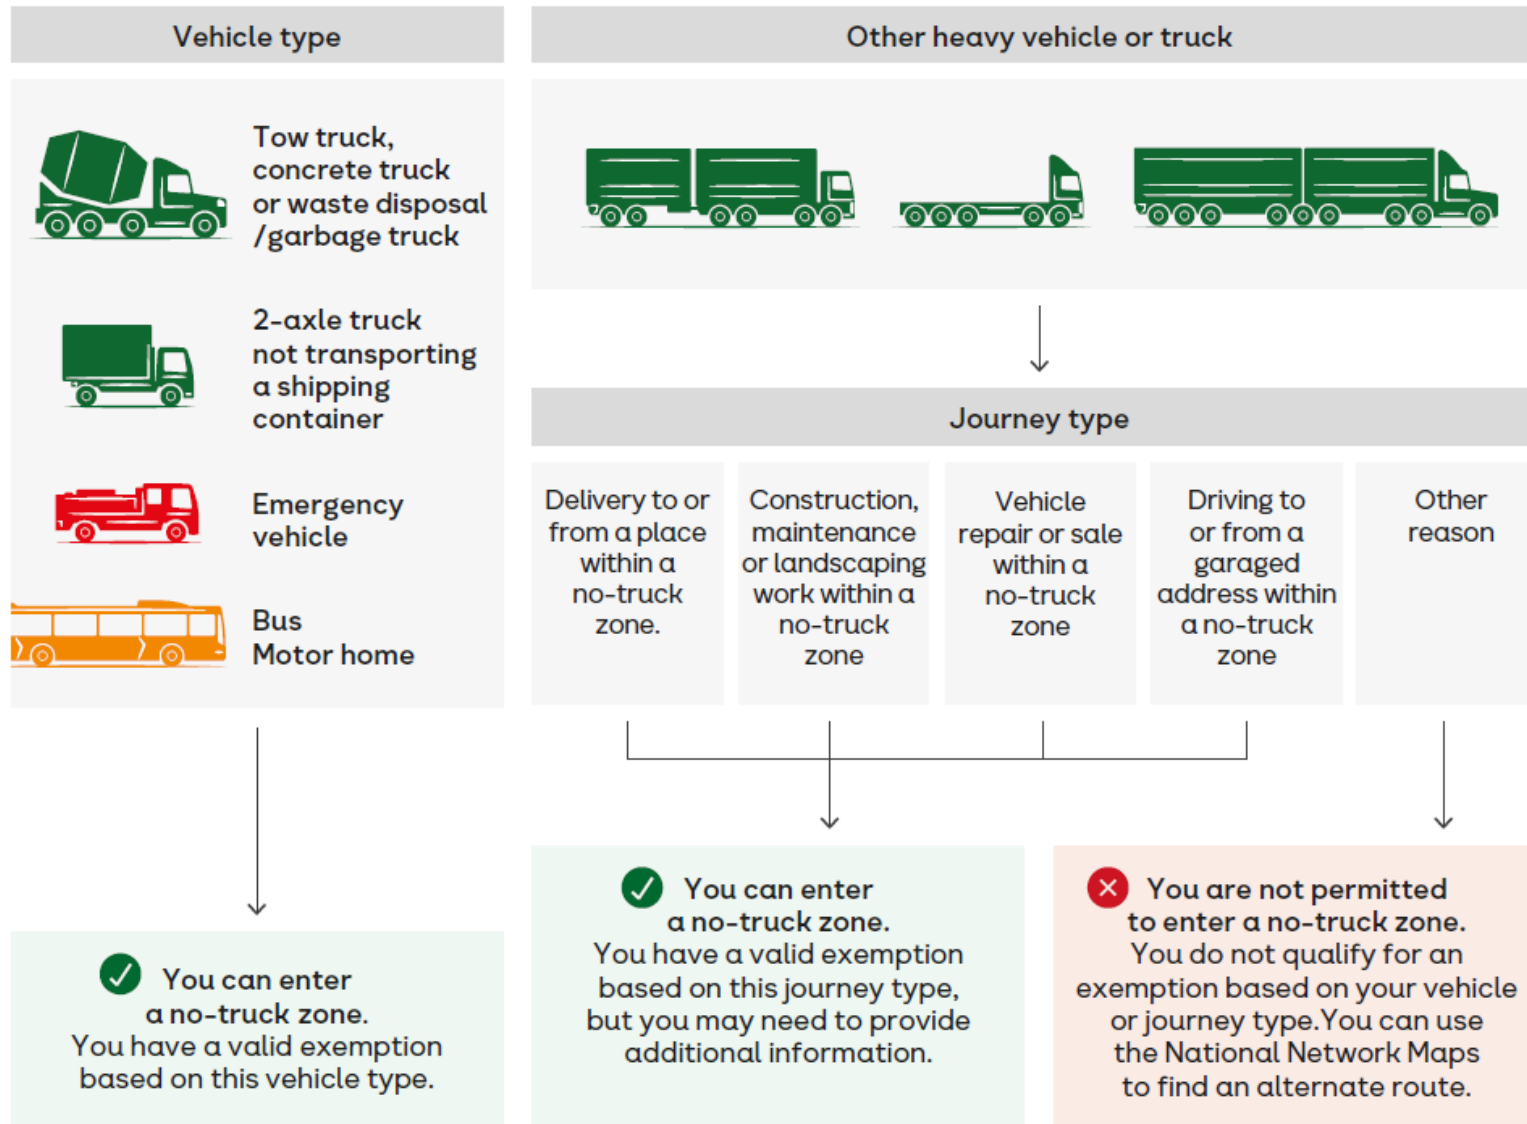 Vehicle type
Tow truck,
concrete truck
or waste disposal
/garbage truck
2-axle truck
not transporting
a shipping
container
Emergency
vehicle
Bus
Motor home
You can enter
a no-truck zone.
You have a valid exemption
based on this vehicle type.
Other heavy vehicle or truck
Journey type
Delivery to or
from a place
within a
no-truck
zone.
Construction,
maintenance
or landscaping
work within a
no-truck
zone
Vehicle
repair or sale
within a
no-truck
zone
Driving to
or from a
garaged
address within
a no-truck
zone
Other
reason
You can enter
a no-truck zone.
You have a valid exemption
based on this journey type,
but you may need to provide
additional information.
You are not permitted
to enter a no-truck zone.
You do not qualify for an
exemption based on your vehicle
or journey type.You can use
the National Network Maps
to find an alternate route.